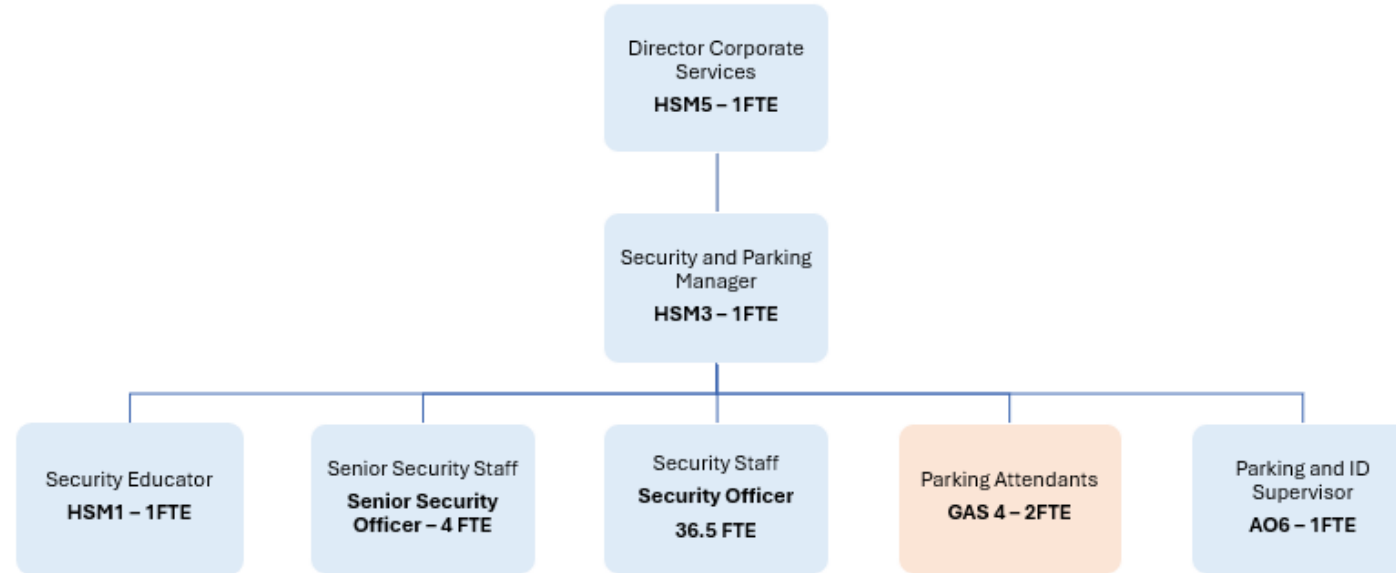 Director Corporate
Services
HSM5 – 1FTE
Security and Parking
Manager
HSM3 – 1FTE
Security Educator
HSM1 – 1FTE
Senior Security Staff
Senior Security
Officer – 4 FTE
Security Staff
Security Officer
36.5 FTE
Parking Attendants
GAS 4 – 2FTE
Parking and ID
Supervisor
AO6 – 1FTE